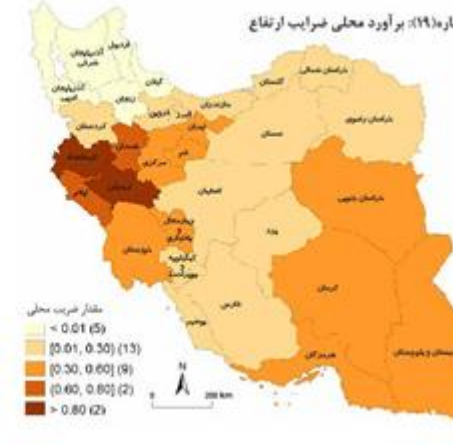 اره(۱۹): برآورد محلی ضرایب ارتفاع
اردبیل
آذربایجان شرقی
آذربایجان غربی
گیلان
زنجان
کردستان
قزوین
البرز
مازندران
تهران
گلستان
خراسان شمالی
خراسان رضوی
سمنان
همدان
مرکزی
قم
کرمانشاه
لرستان
ایلام
اصفهان
خراسان جنوبی
یزد
خوزستان
چهارمحال
بختیاری
کهگیلویه
بویراحمد
فارس
کرمان
بوشهر
هرمزگان
سیستان و بلوچستان
مقدار ضریب محلی
< 0.01 (5)
[0.01, 0.30) (13)
[0.30, 0.60] (9)
(0.60, 0.80] (2)
> 0.80 (2)
N
0 200 km